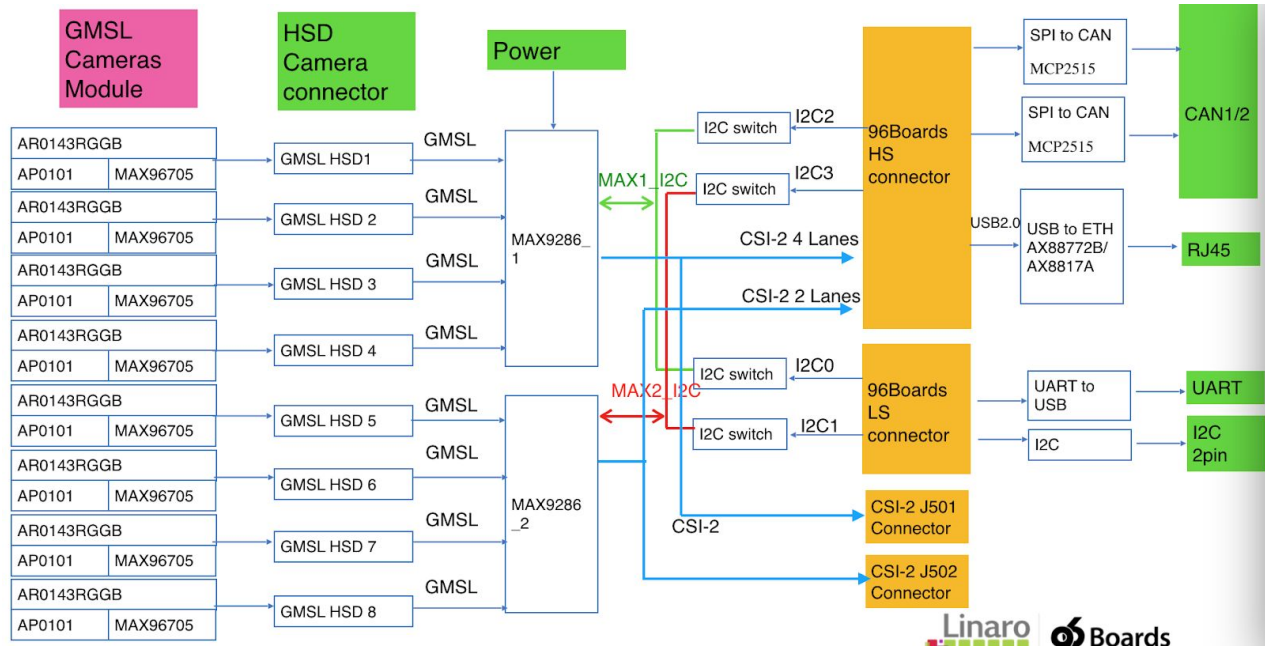 GMSL
Cameras
Module
HSD
Camera
connector
Power
AR0143RGGB
AP0101
MAX96705
AR0143RGGB
AP0101
MAX96705
AR0143RGGB
AP0101
MAX96705
AR0143RGGB
AP0101
MAX96705
AR0143RGGB
AP0101
MAX96705
AR0143RGGB
AP0101
MAX96705
AR0143RGGB
AP0101
MAX96705
AR0143RGGB
AP0101
MAX96705
GMSL HSD1
GMSL HSD 2
GMSL HSD 3
GMSL HSD 4
GMSL HSD 5
GMSL HSD 6
GMSL HSD 7
GMSL HSD 8
GMSL
GMSL
GMSL
GMSL
GMSL
GMSL
GMSL
GMSL
MAX9286_
1
MAX9286
_2
MAX1_I2C
MAX2_I2C
I2C switch
I2C2
I2C switch
I2C3
CSI-2 4 Lanes
CSI-2 2 Lanes
I2C switch
I2C0
I2C switch
I2C1
CSI-2
96Boards
HS
connector
96Boards
LS
connector
CSI-2 J501
Connector
CSI-2 J502
Connector
SPI to CAN
MCP2515
SPI to CAN
MCP2515
USB2.0
USB to ETH
AX88772B/
AX8817A
UART to
USB
I2C
CAN1/2
RJ45
UART
I2C
2pin
Linaro
96 Boards